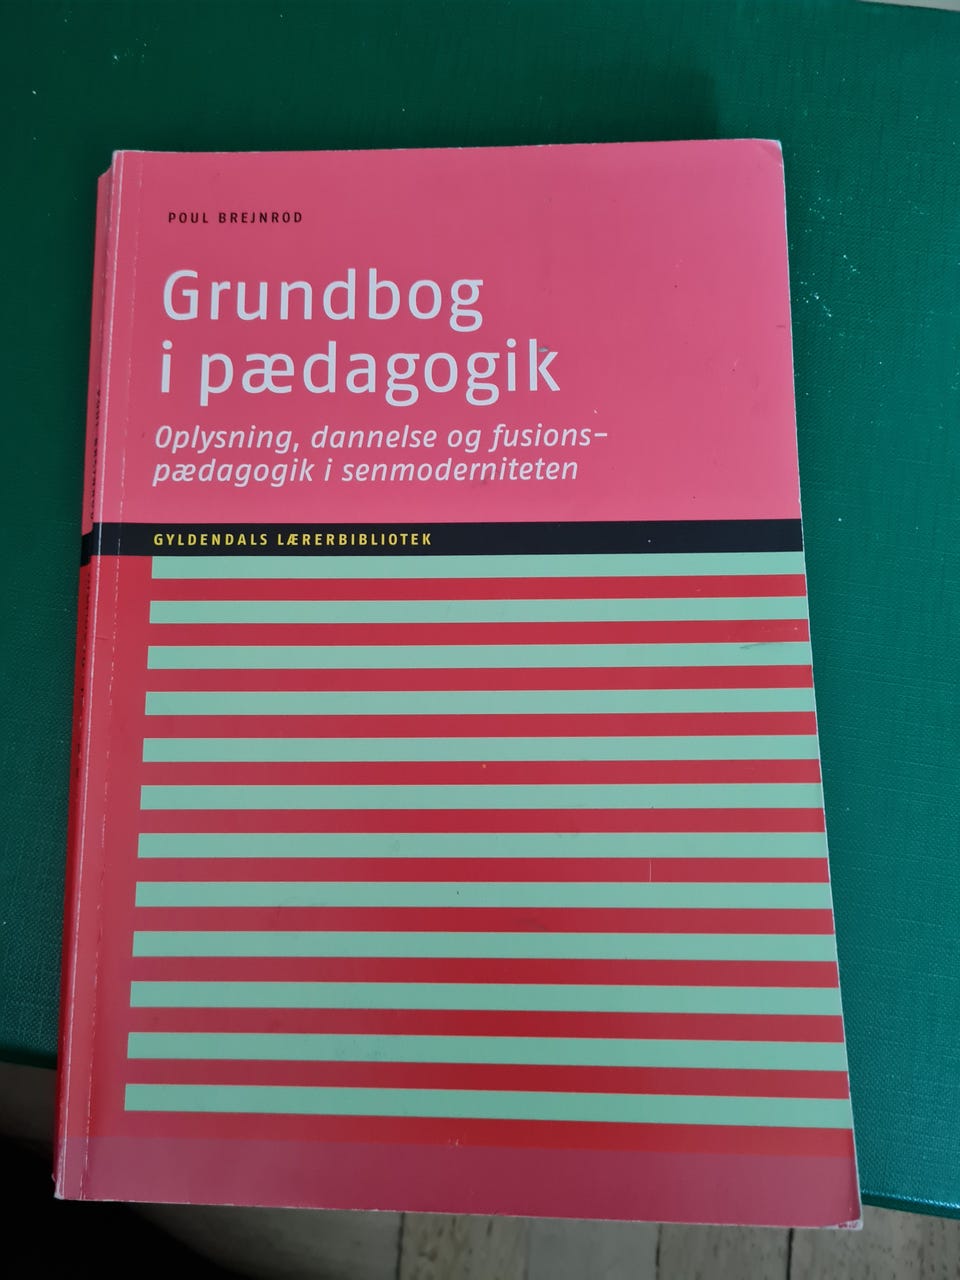 POUL BREJNROD
Grundbog
i pædagogik
Oplysning, dannelse og fusions-
pædagogik i senmoderniteten
GYLDENDALS LÆRERBIBLIOTEK